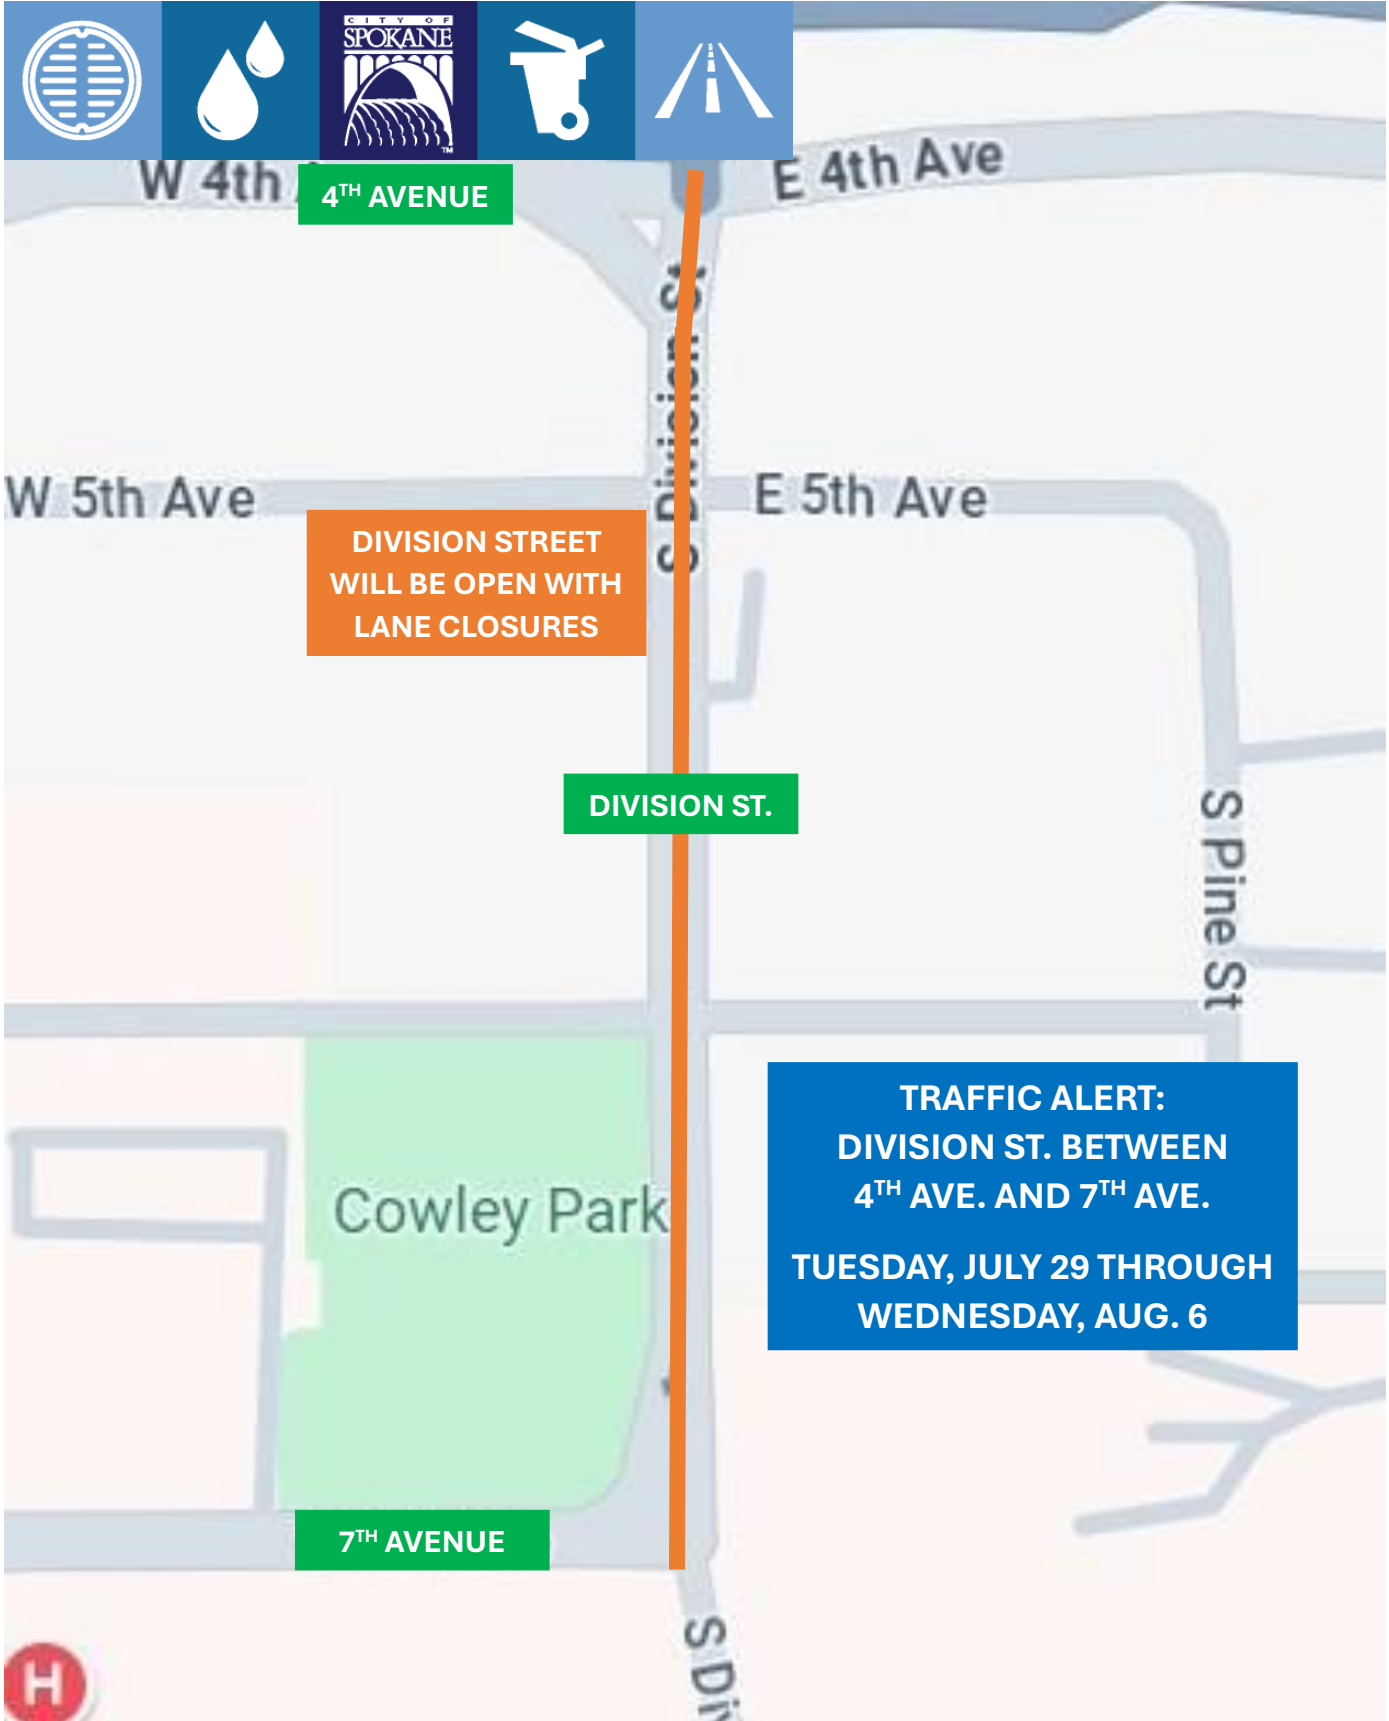 CITY OF
SPOKANE
TM
W 4th
4TH AVENUE
E 4th Ave
S Division St
W 5th Ave
E 5th Ave
DIVISION STREET
WILL BE OPEN WITH
LANE CLOSURES
DIVISION ST.
S Pine St
TRAFFIC ALERT:
DIVISION ST. BETWEEN
4TH AVE. AND 7TH AVE.
TUESDAY, JULY 29 THROUGH
WEDNESDAY, AUG. 6
Cowley Park
7TH AVENUE
H
S Div